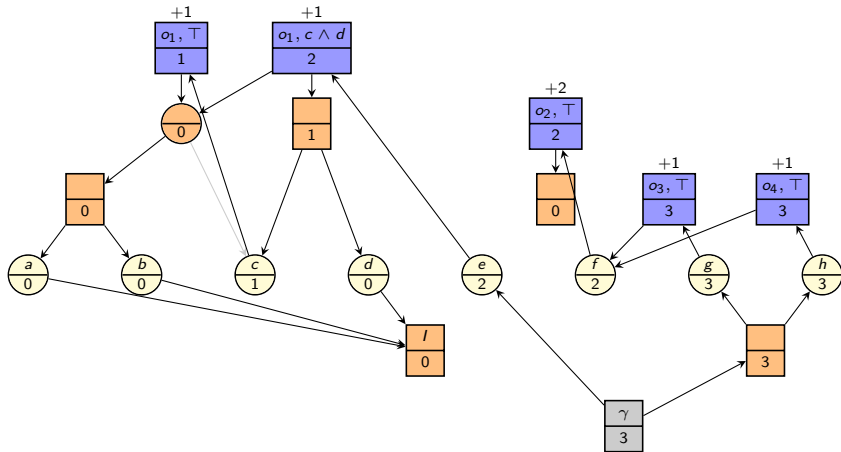 +1 +1
o₁, ⊤ o₁, c ∧ d
1 2
+2
o₂, ⊤
0 1 2
+1 +1
o₃, ⊤ o₄, ⊤
0 0 3 3
a b c d e f g h
0 0 1 0 2 2 3 3
I
0 3
γ
3